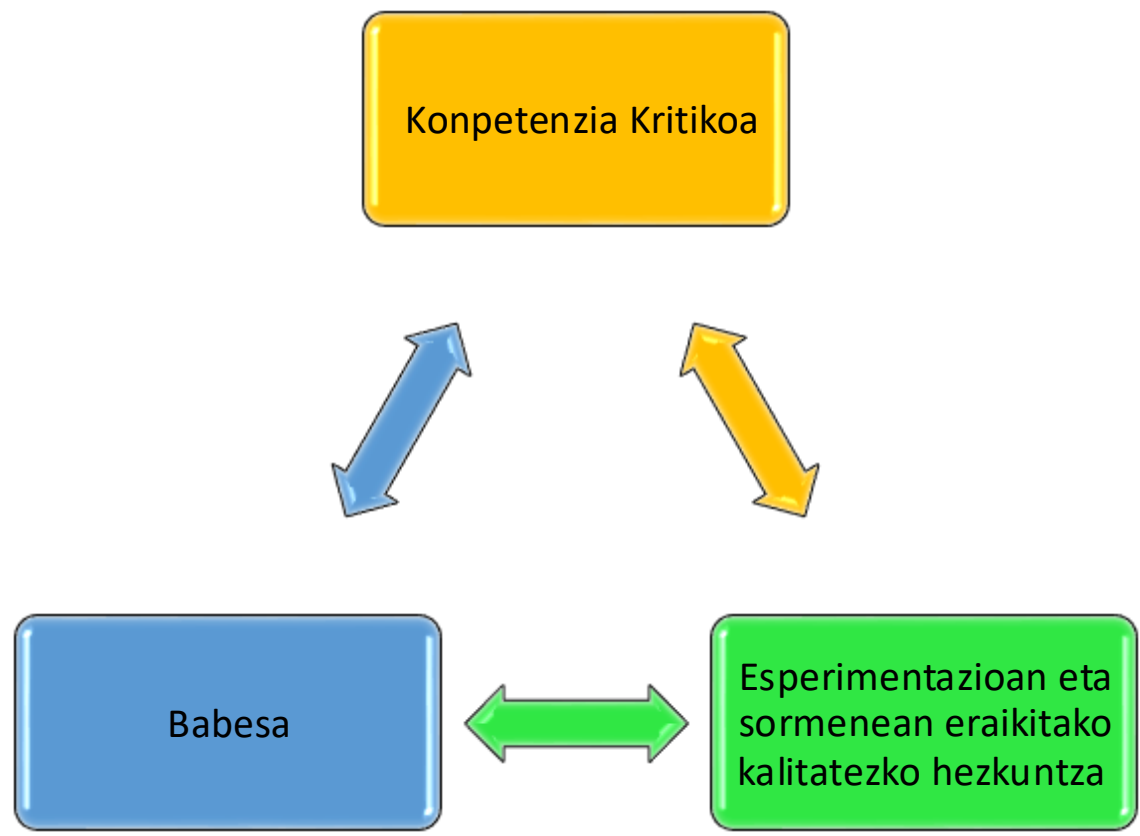 Konpetenzia Kritikoa
Babesa
Esperimentazioan eta
sormenean eraikitako
kalitatezko hezkuntza